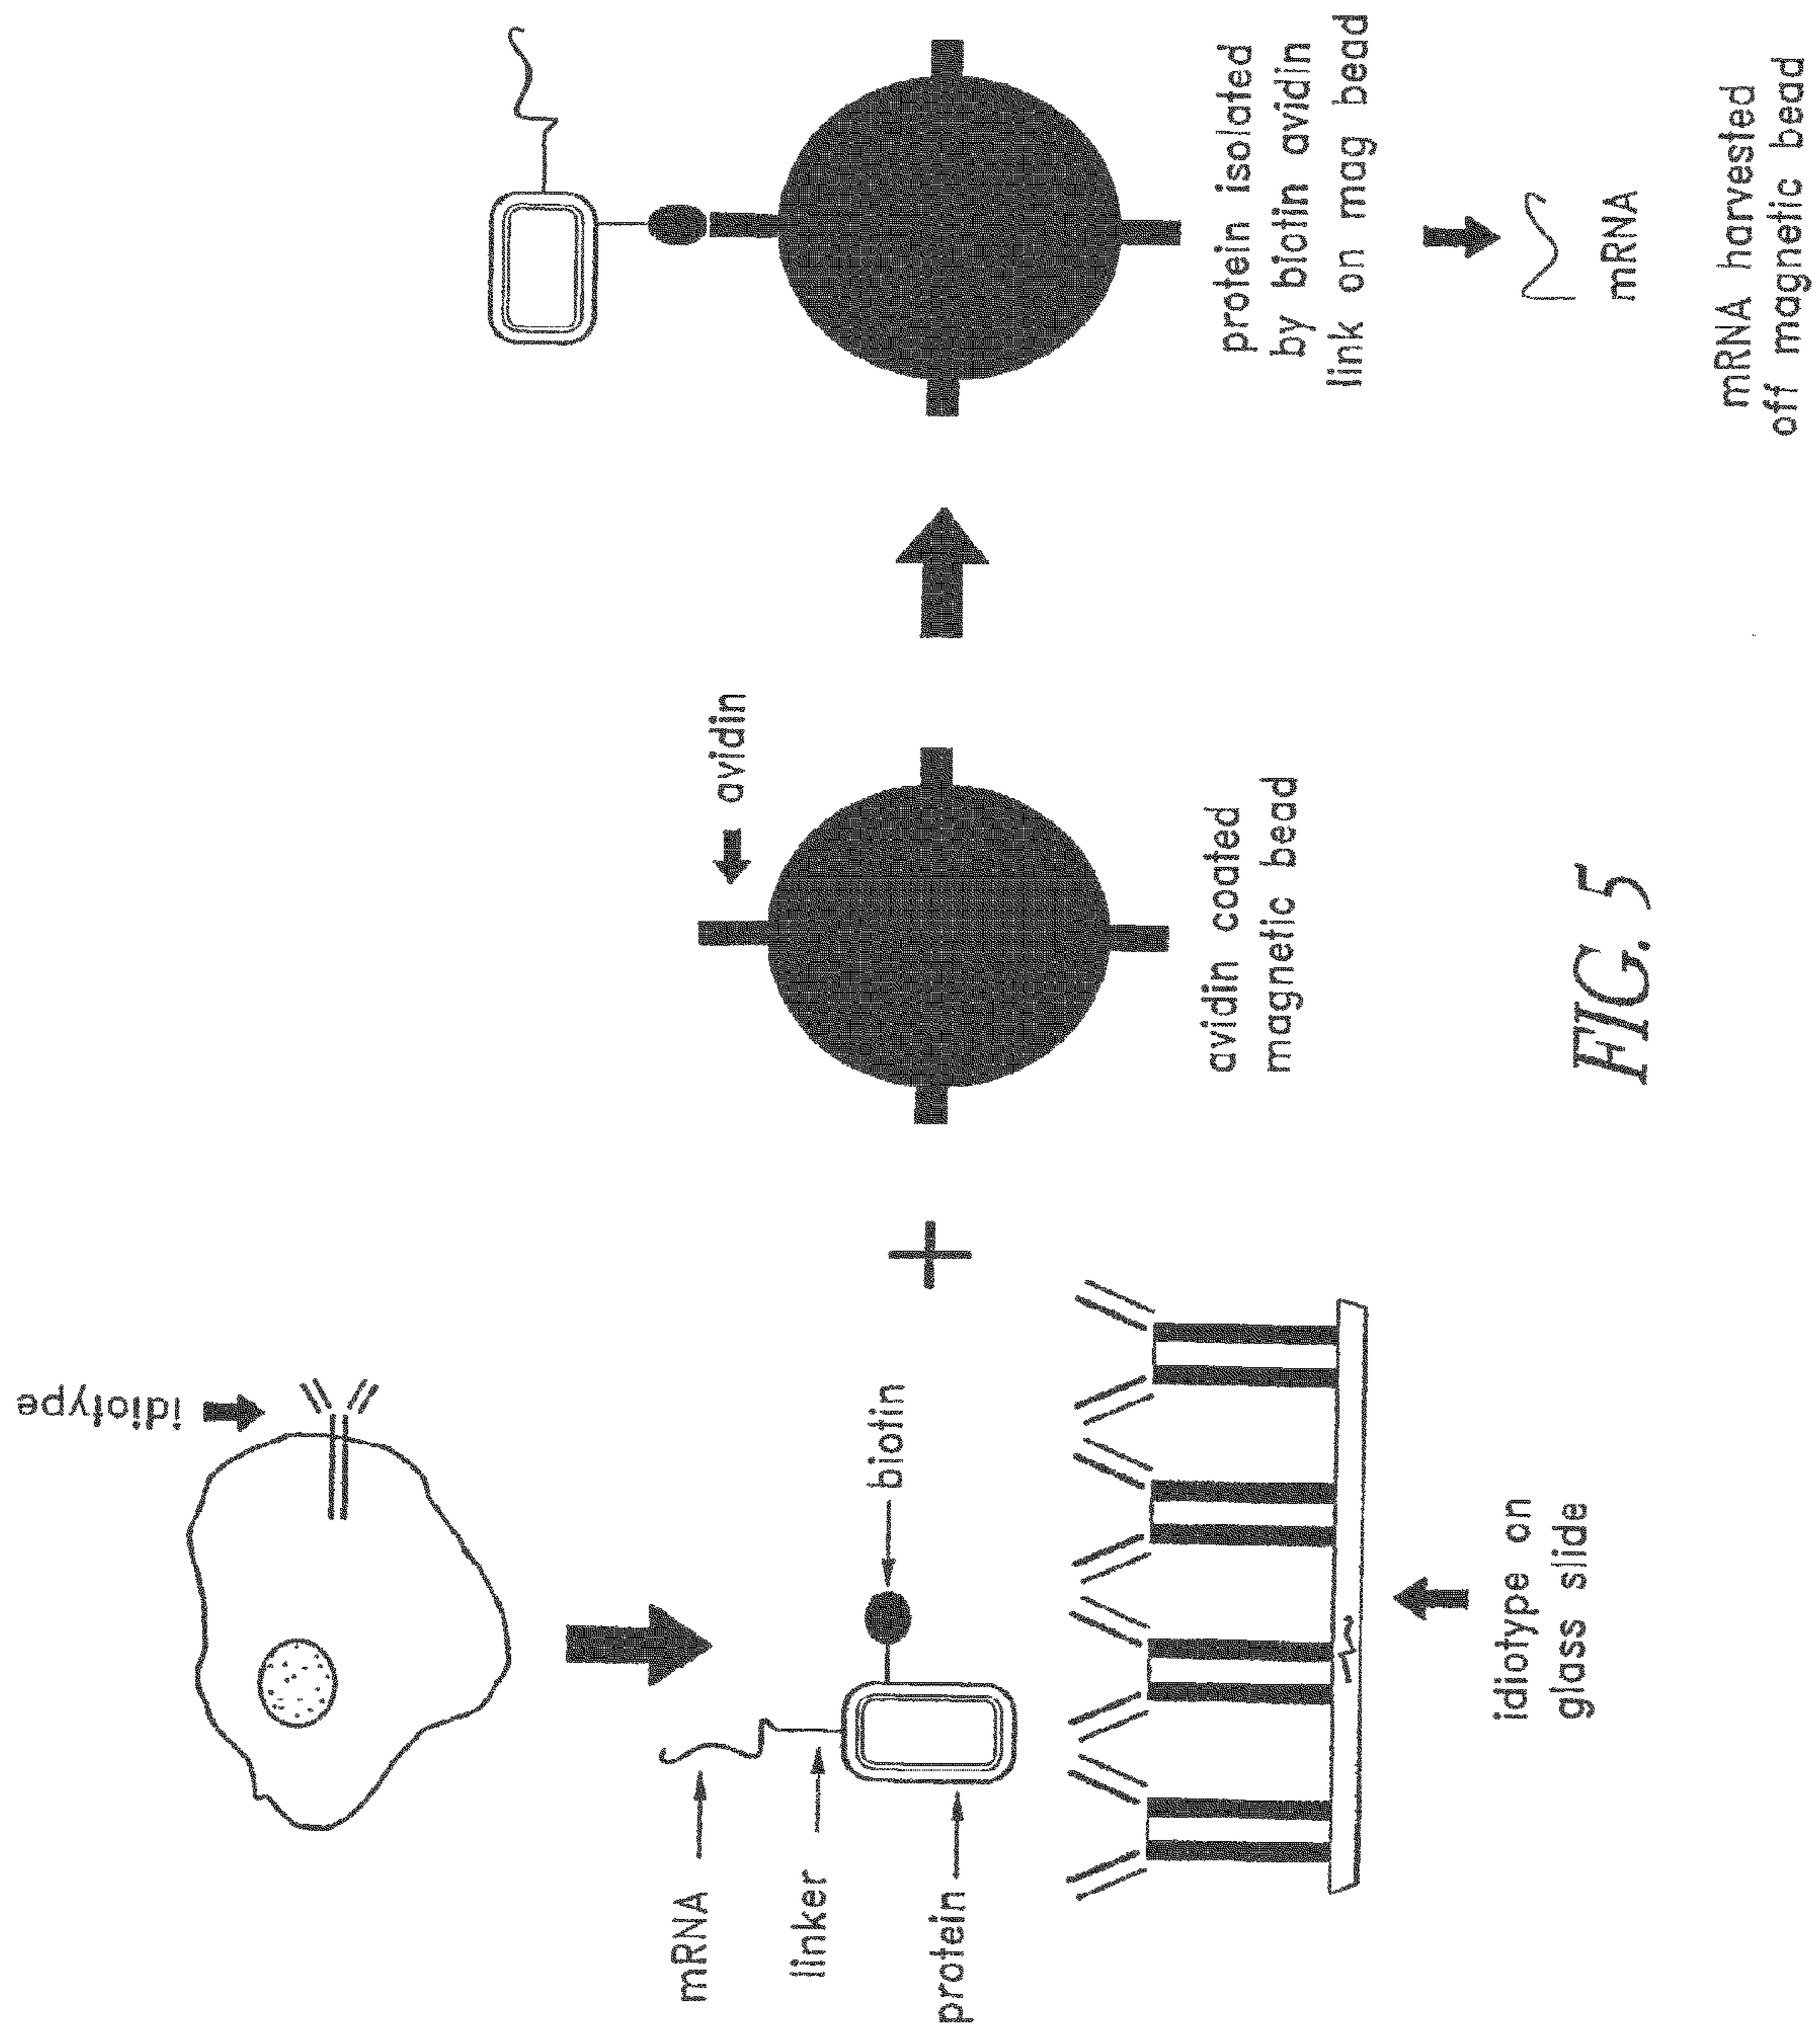 idiotype
mRNA
linker
protein
biotin
idiotype on
glass slide
avidin
avidin coated
magnetic bead
protein isolated
by biotin avidin
link on mag bead
mRNA
mRNA harvested
off magnetic bead
FIG. 5